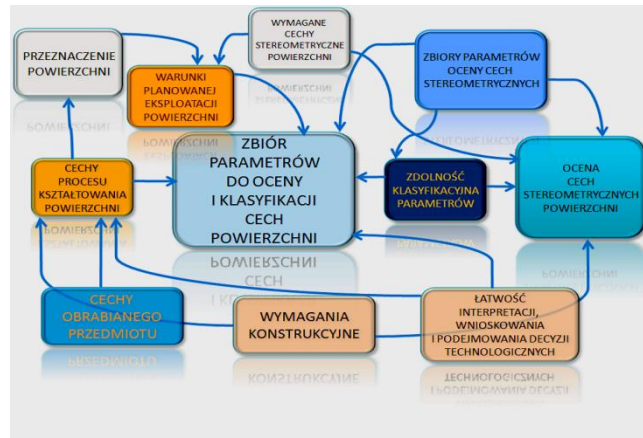 PRZEZNACZENIE
POWIERZCHNI
WARUNKI
PLANOWANEJ
EKSPLOATACJI
POWIERZCHNI
WYMAGANE
CECHY
STEREOMETRYCZNE
POWIERZCHNI
ZBIORY PARAMETRÓW
OCENY CECH
STEREOMETRYCZNYCH
CECHY
PROCESU
KSZTAŁTOWANIA
POWIERZCHNI
ZBIÓR
PARAMETRÓW
DO OCENY
I KLASYFIKACJI
CECH
POWIERZCHNI
ZDOLNOŚĆ
KLASYFIKACYJNA
PARAMETRÓW
OCENA
CECH
STEREOMETRYCZNYCH
POWIERZCHNI
CECHY
OBRABIANEGO
PRZEDMIOTU
WYMAGANIA
KONSTRUKCYJNE
ŁATWOŚĆ
INTERPRETACJI,
WNIOSKOWANIA
I PODEJMOWANIA DECYZJI
TECHNOLOGICZNYCH